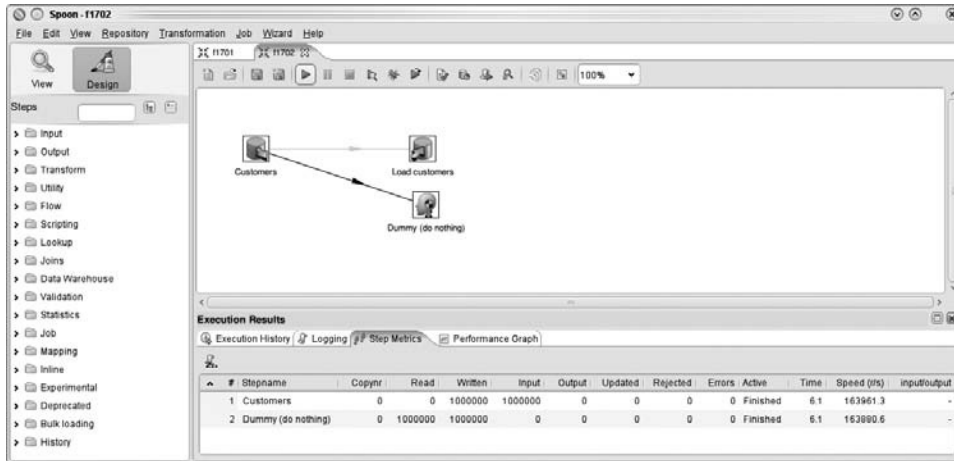 Spoon - f1702
File Edit View Repository Transformation Job Wizard Help
View Design
f1701 f1702
100%
Steps
Input
Output
Transform
Utility
Flow
Scripting
Lookup
Joins
Data Warehouse
Validation
Statistics
Job
Mapping
Inline
Experimental
Deprecated
Bulk loading
History
Customers Load customers
Dummy (do nothing)
Execution Results
Execution History Logging Step Metrics Performance Graph
# Stepname Copynr Read Written Input Output Updated Rejected Errors Active Time Speed (r/s) input/output
1 Customers 0 0 1000000 1000000 0 0 0 0 Finished 6.1 163961.3 -
2 Dummy (do nothing) 0 1000000 1000000 0 0 0 0 0 Finished 6.1 163880.6 -